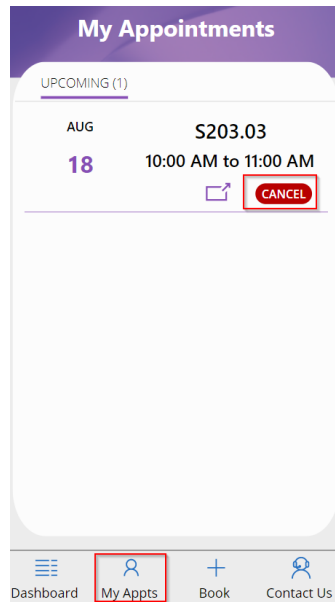 My Appointments
UPCOMING (1)
AUG
18
S203.03
10:00 AM to 11:00 AM
CANCEL
Dashboard
My Appts
Book
Contact Us